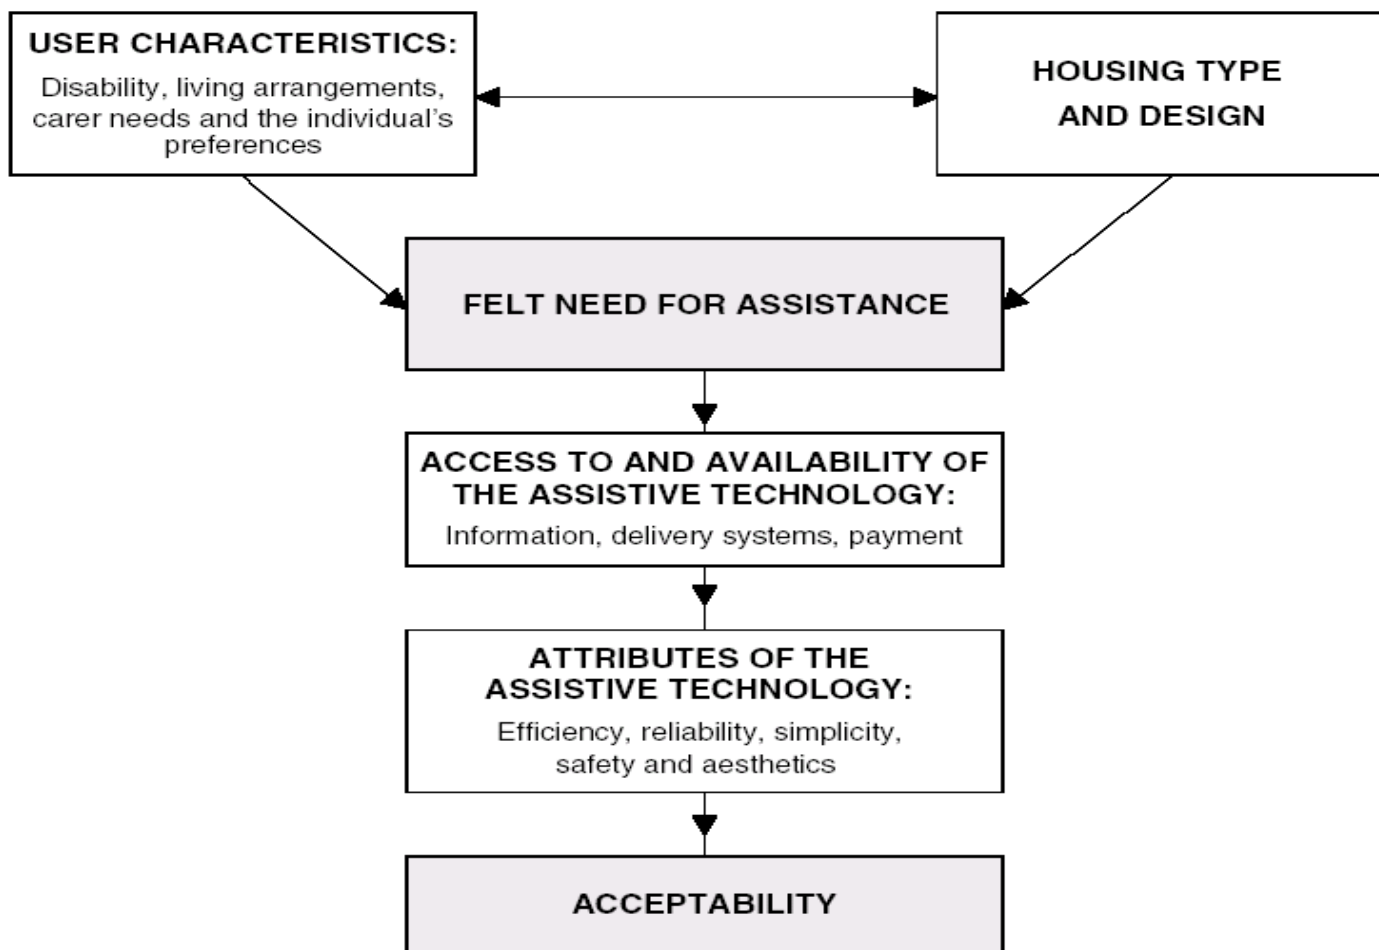 USER CHARACTERISTICS:
Disability, living arrangements,
carer needs and the individual's
preferences
HOUSING TYPE
AND DESIGN
FELT NEED FOR ASSISTANCE
ACCESS TO AND AVAILABILITY OF
THE ASSISTIVE TECHNOLOGY:
Information, delivery systems, payment
ATTRIBUTES OF THE
ASSISTIVE TECHNOLOGY:
Efficiency, reliability, simplicity,
safety and aesthetics
ACCEPTABILITY